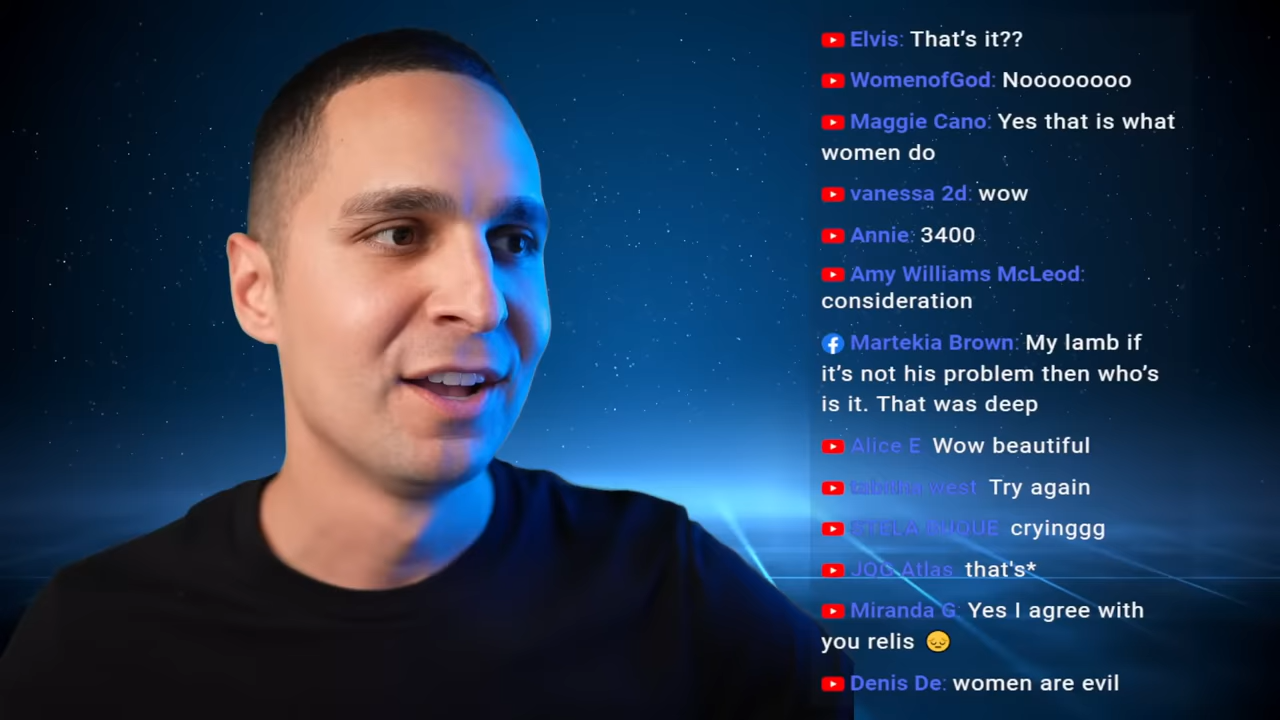 Elvis: That's it??
WomenofGod: Noooooooo
Maggie Cano: Yes that is what
women do
vanessa 2d: wow
Annie: 3400
Amy Williams McLeod:
consideration
Martekia Brown: My lamb if
it's not his problem then who's
is it. That was deep
Alice E Wow beautiful
tabitha west Try again
cryinggg
JOG Atlas that's*
Miranda G: Yes I agree with
you relis 😞
Denis De: women are evil